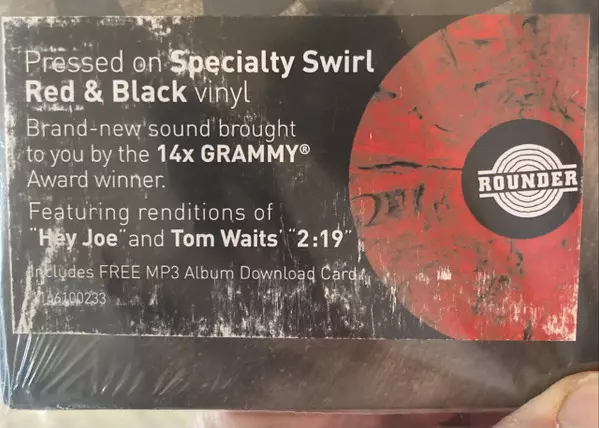 Pressed on Specialty Swirl
Red & Black vinyl
Brand-new sound brought
to you by the 14x GRAMMY®
Award winner.
Featuring renditions of
"Hey Joe" and Tom Waits' "2:19"
Includes FREE MP3 Album Download Card.
1166100233
ROUNDER